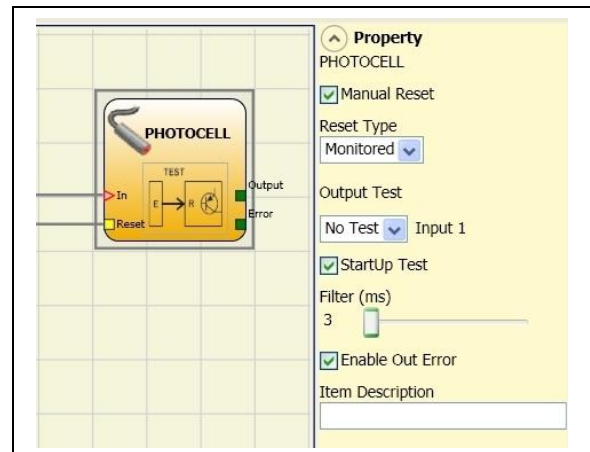 PHOTOCELL
TEST
In
E
R
Output
Reset
Error
Property
PHOTOCELL
Manual Reset
Reset Type
Monitored
Output Test
No Test Input 1
StartUp Test
Filter (ms)
3
Enable Out Error
Item Description